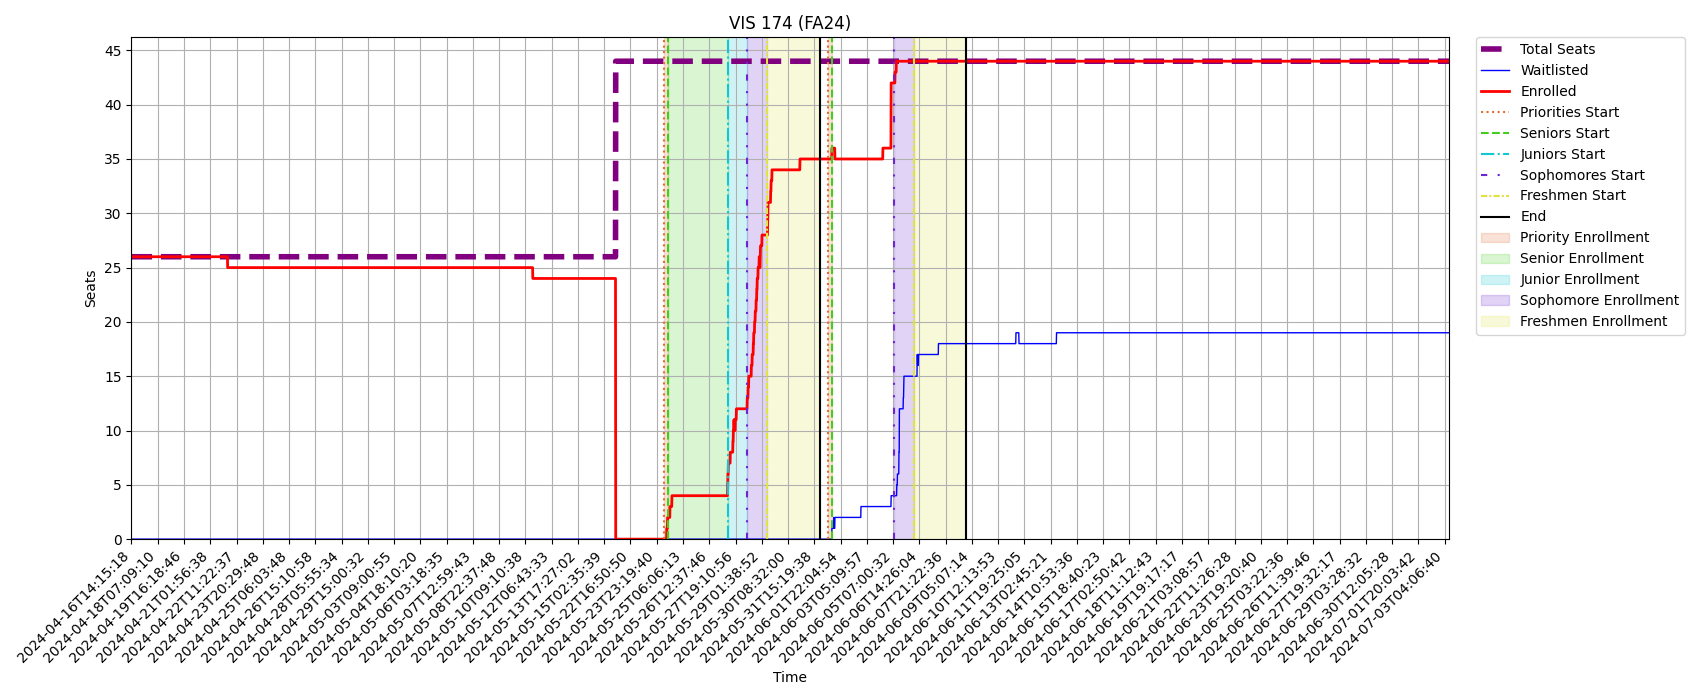 VIS 174 (FA24)
Seats
45
40
35
30
25
20
15
10
5
0
2024-04-16T14:15:18
2024-04-18T07:09:10
2024-04-19T16:18:46
2024-04-21T01:56:38
2024-04-22T11:22:37
2024-04-23T20:29:48
2024-04-25T06:03:48
2024-04-26T15:10:58
2024-04-28T05:55:34
2024-04-29T15:00:32
2024-05-03T09:00:55
2024-05-04T18:10:20
2024-05-06T03:18:35
2024-05-07T12:59:43
2024-05-08T22:37:48
2024-05-10T09:10:38
2024-05-12T06:43:33
2024-05-13T17:27:02
2024-05-15T02:35:39
2024-05-22T16:50:50
2024-05-23T23:19:40
2024-05-25T06:06:13
2024-05-26T12:37:46
2024-05-27T19:10:56
2024-05-29T01:38:52
2024-05-30T08:32:00
2024-05-31T15:19:38
2024-06-01T22:04:54
2024-06-03T05:09:57
2024-06-05T07:00:32
2024-06-06T14:26:04
2024-06-07T21:22:36
2024-06-09T05:07:14
2024-06-10T12:13:53
2024-06-11T19:25:05
2024-06-13T02:45:21
2024-06-14T10:53:36
2024-06-15T18:40:23
2024-06-17T02:50:42
2024-06-18T11:12:43
2024-06-19T19:17:17
2024-06-21T03:08:57
2024-06-22T11:26:28
2024-06-23T19:20:40
2024-06-25T03:22:36
2024-06-26T11:39:46
2024-06-27T19:32:17
2024-06-29T03:28:32
2024-06-30T12:05:28
2024-07-01T20:03:42
2024-07-03T04:06:40
Time
Total Seats
Waitlisted
Enrolled
Priorities Start
Seniors Start
Juniors Start
Sophomores Start
Freshmen Start
End
Priority Enrollment
Senior Enrollment
Junior Enrollment
Sophomore Enrollment
Freshmen Enrollment